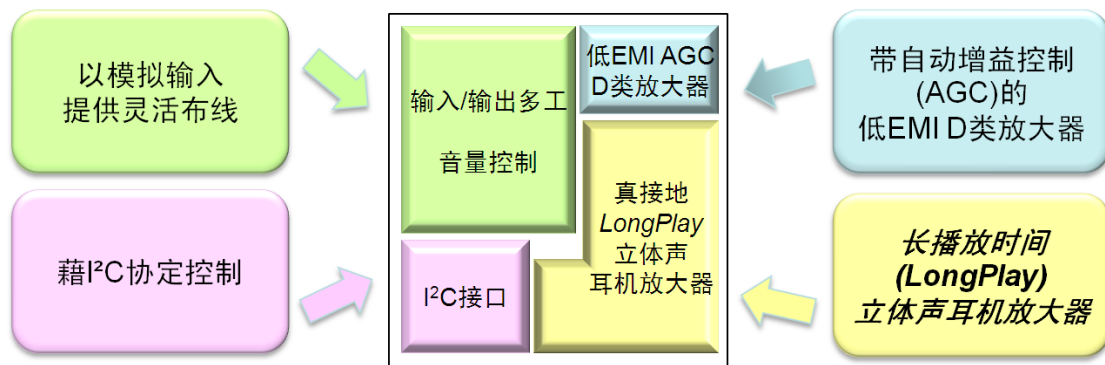 以模拟输入
提供灵活布线
藉I²C协定控制
输入/输出多工
音量控制
低EMI AGC
D类放大器
真接地
LongPlay
立体声
耳机放大器
I²C接口
带自动增益控制
(AGC)的
低EMI D类放大器
长播放时间
(LongPlay)
立体声耳机放大器